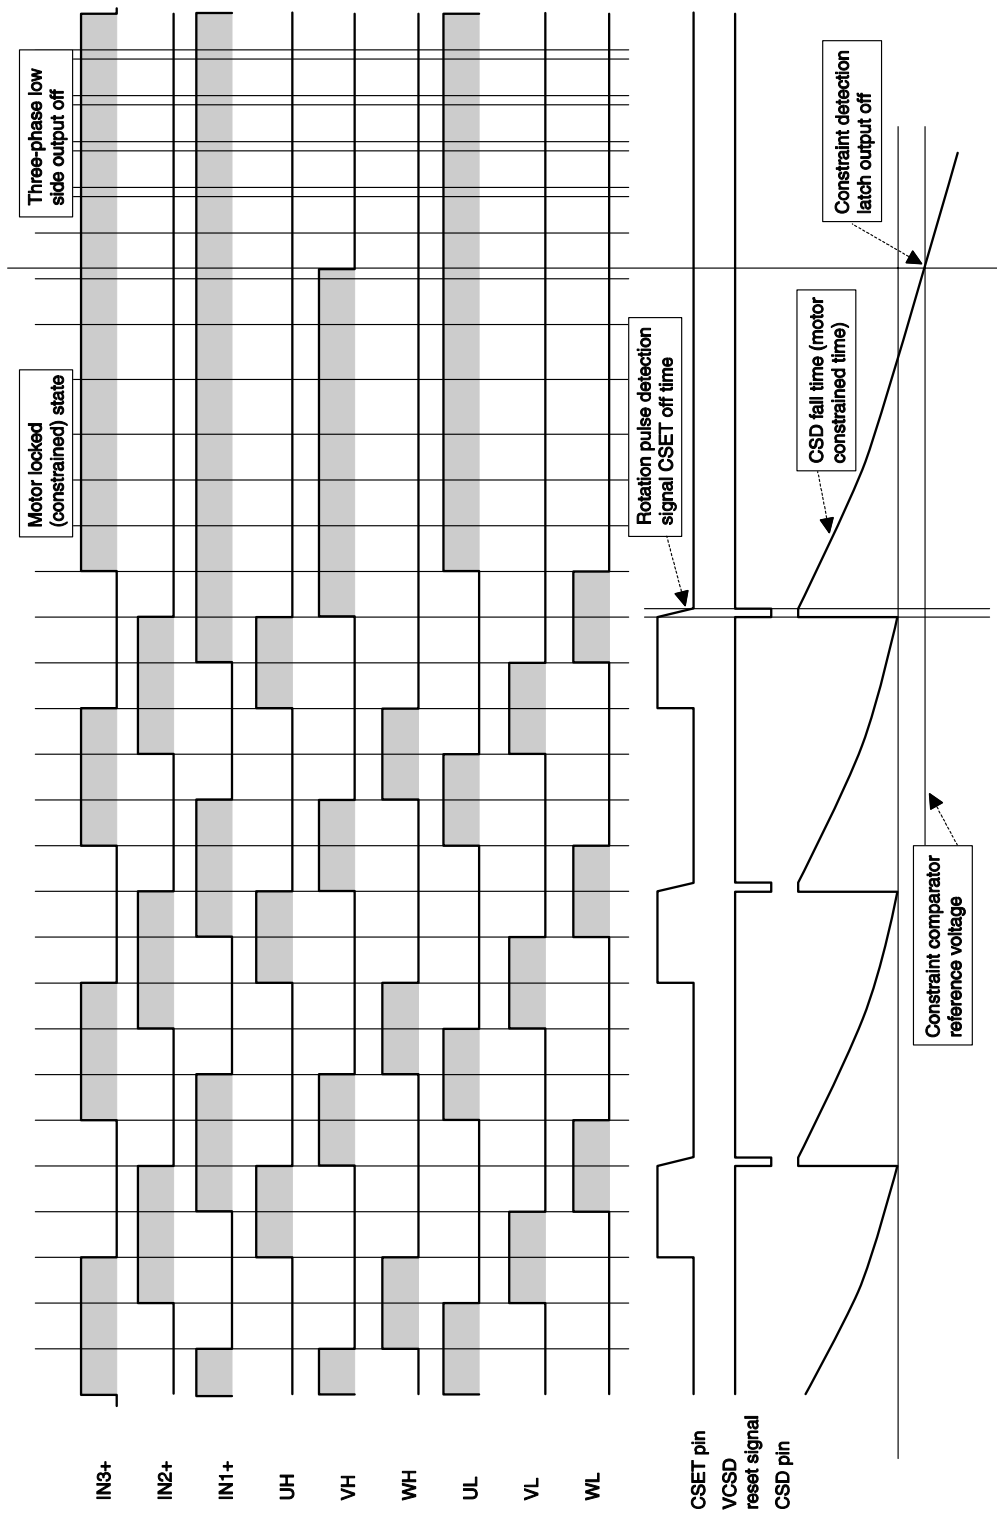 Three-phase low
side output off
Motor locked
(constrained) state
Constraint detection
latch output off
Rotation pulse detection
signal CSET off time
CSD fall time (motor
constrained time)
Constraint comparator
reference voltage
IN3+
IN2+
IN1+
UH
VH
WH
UL
VL
WL
CSET pin
VCSD
reset signal
CSD pin